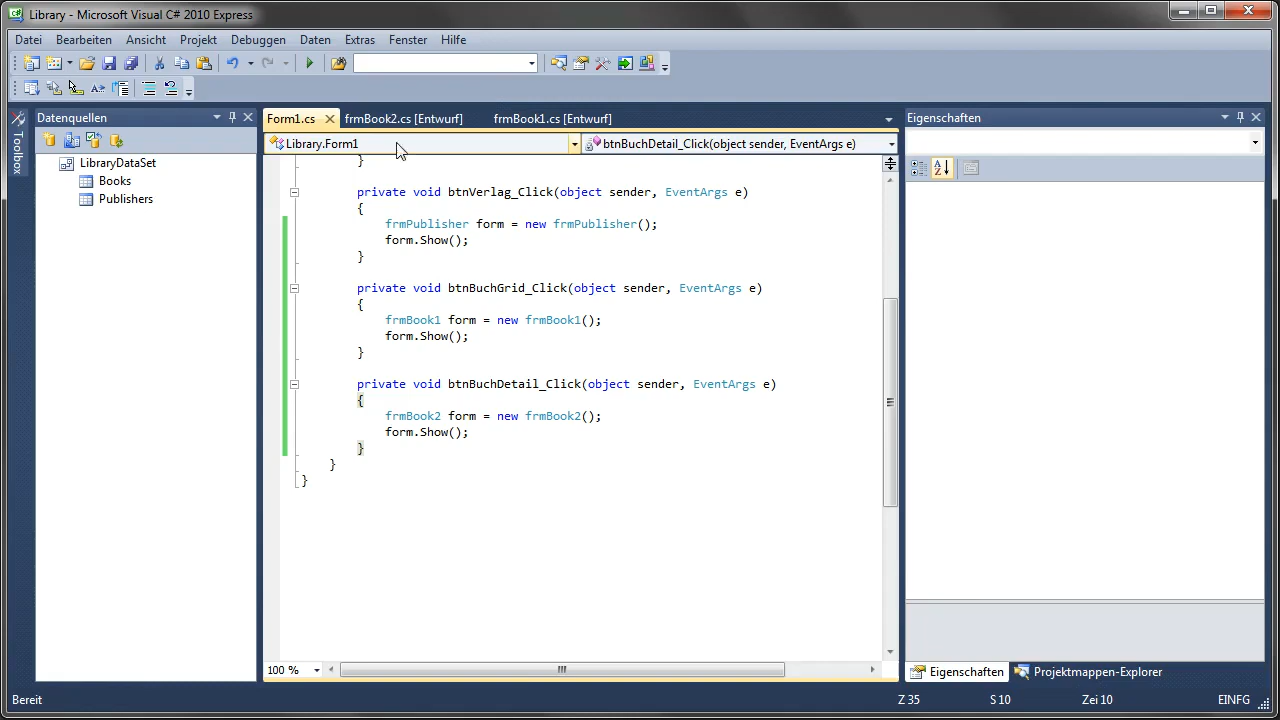 Library - Microsoft Visual C# 2010 Express
Datei Bearbeiten Ansicht Projekt Debuggen Daten Extras Fenster Hilfe
Datenquellen
Toolbox
LibraryDataSet
Books
Publishers
Form1.cs frmBook2.cs [Entwurf] frmBook1.cs [Entwurf]
Library.Form1 btnBuchDetail_Click(object sender, EventArgs e)
}
private void btnVerlag_Click(object sender, EventArgs e)
{
frmPublisher form = new frmPublisher();
form.Show();
}
private void btnBuchGrid_Click(object sender, EventArgs e)
{
frmBook1 form = new frmBook1();
form.Show();
}
private void btnBuchDetail_Click(object sender, EventArgs e)
{
frmBook2 form = new frmBook2();
form.Show();
}
}
}
100 %
Eigenschaften
Eigenschaften Projektmappen-Explorer
Bereit Z 35 S 10 Zei 10 EINFG